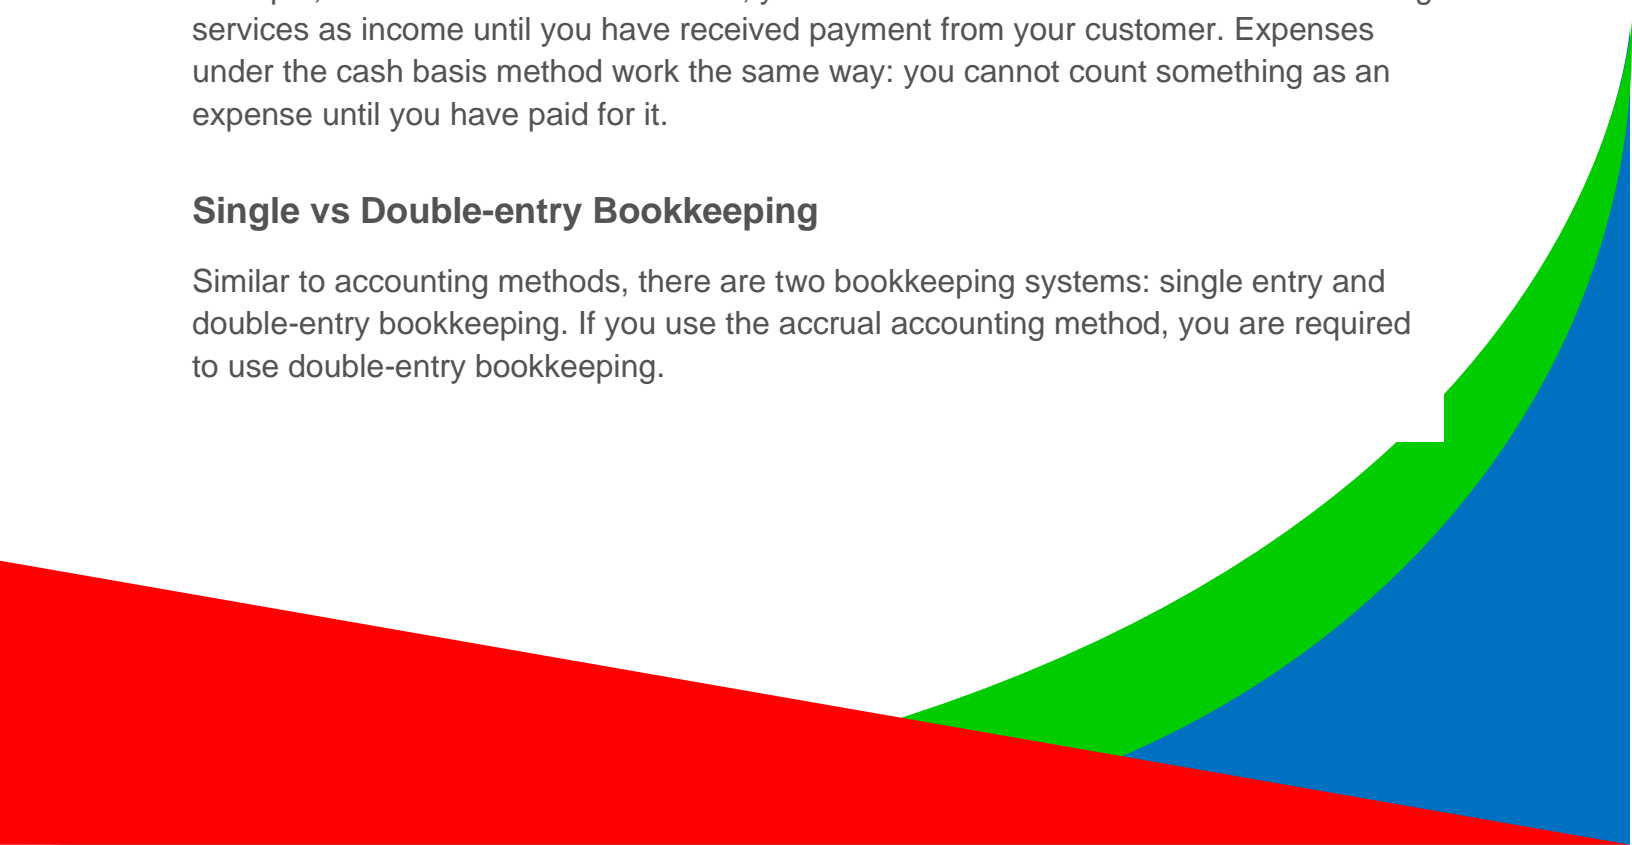 services as income until you have received payment from your customer. Expenses
under the cash basis method work the same way: you cannot count something as an
expense until you have paid for it.
Single vs Double-entry Bookkeeping
Similar to accounting methods, there are two bookkeeping systems: single entry and
double-entry bookkeeping. If you use the accrual accounting method, you are required
to use double-entry bookkeeping.